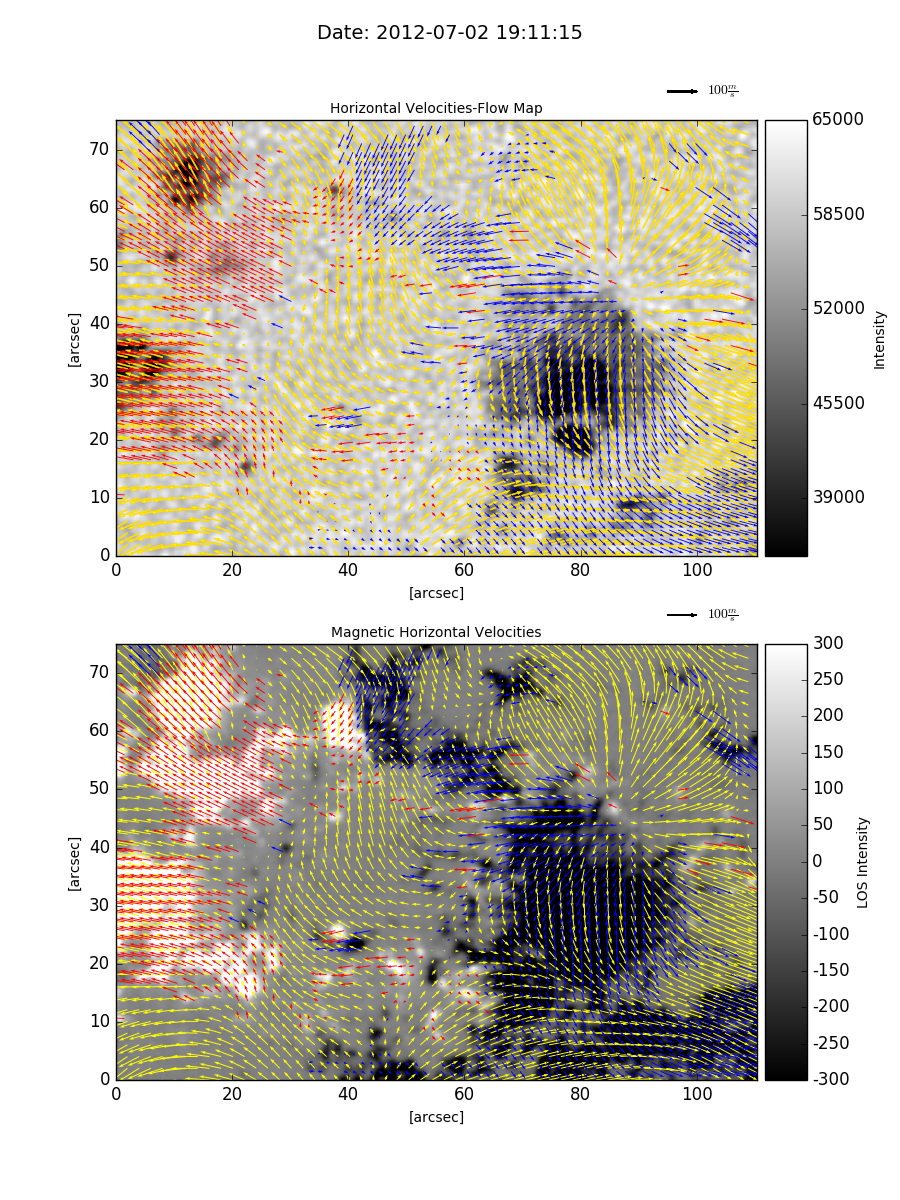 Date: 2012-07-02 19:11:15
100 m/s
Horizontal Velocities-Flow Map
70
60
50
40
30
20
10
0
[arcsec]
0 20 40 60 80 100
[arcsec]
65000
58500
52000
45500
39000
Intensity
100 m/s
Magnetic Horizontal Velocities
70
60
50
40
30
20
10
0
[arcsec]
0 20 40 60 80 100
[arcsec]
300
250
200
150
100
50
0
-50
-100
-150
-200
-250
-300
LOS Intensity